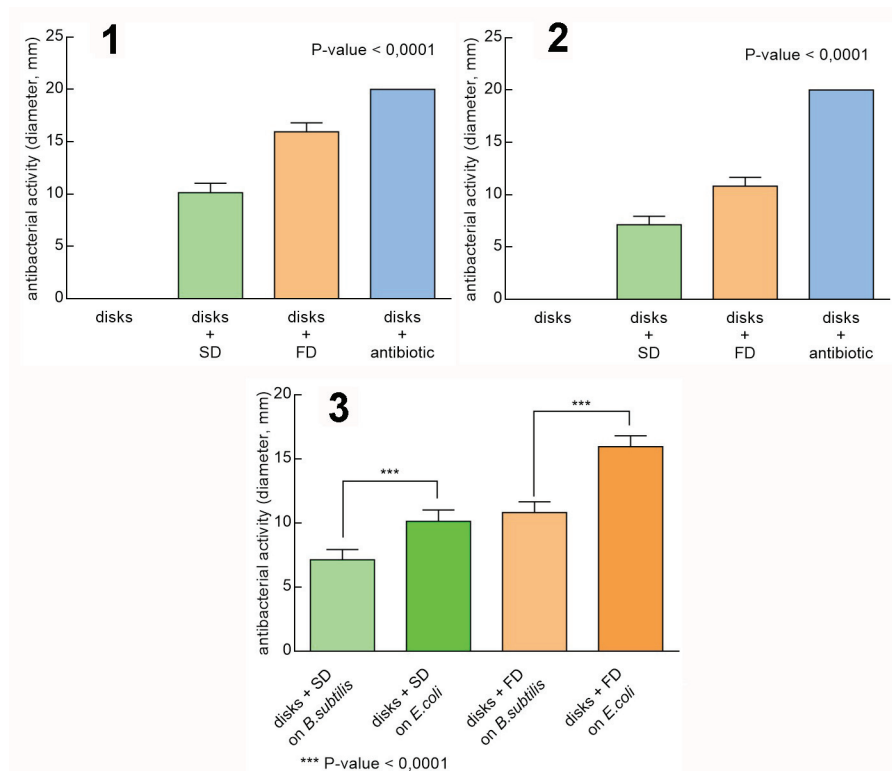 1
P-value < 0,0001
antibacterial activity (diameter, mm)
25
20
15
10
5
0
disks
disks + SD
disks + FD
disks + antibiotic
2
P-value < 0,0001
antibacterial activity (diameter, mm)
25
20
15
10
5
0
disks
disks + SD
disks + FD
disks + antibiotic
3
antibacterial activity (diameter, mm)
20
15
10
5
0
***
***
disks + SD
on B.subtilis
disks + SD
on E.coli
disks + FD
on B.subtilis
disks + FD
on E.coli
*** P-value < 0,0001